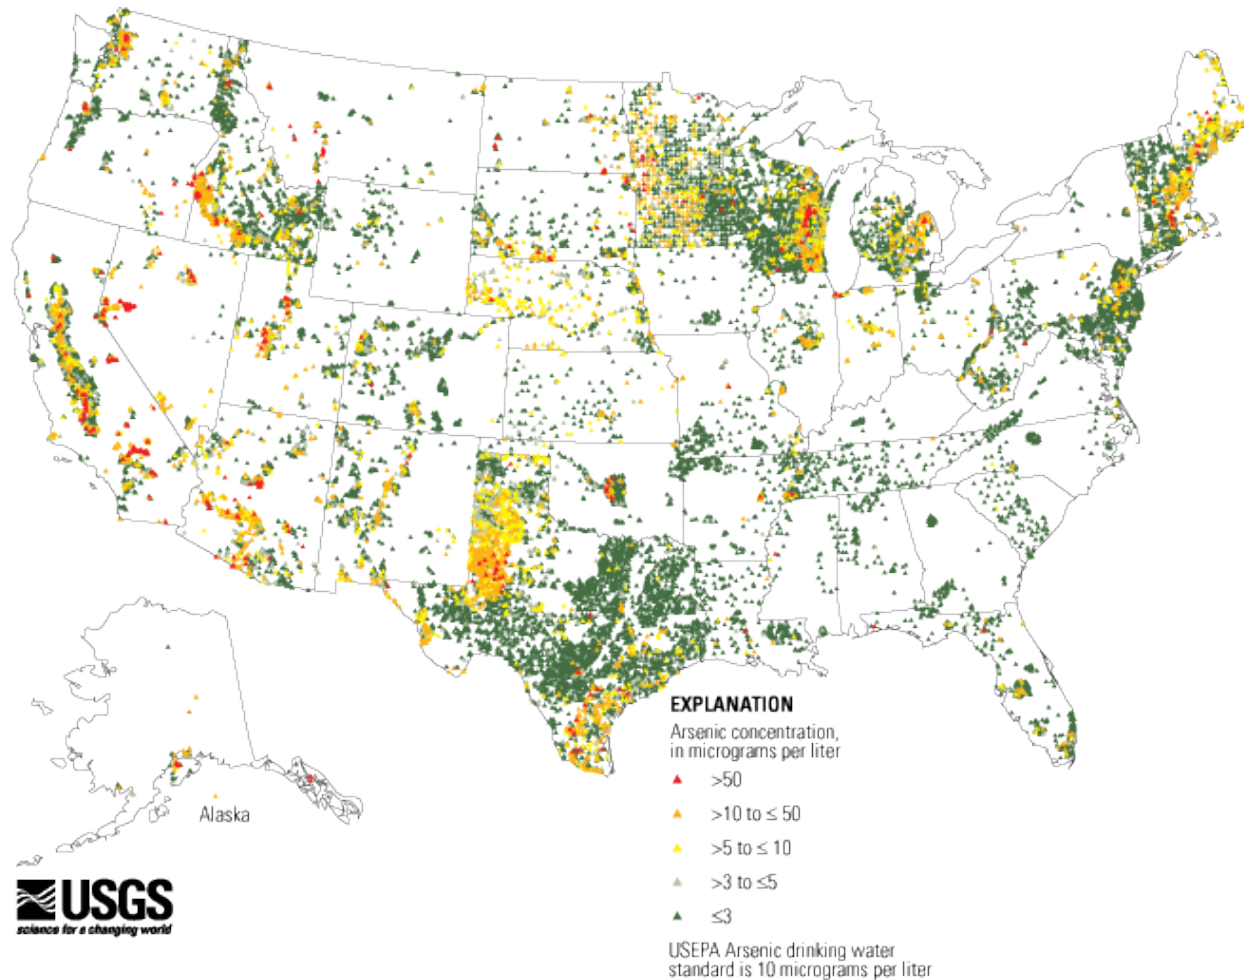 EXPLANATION
Arsenic concentration,
in micrograms per liter
>50
>10 to ≤ 50
>5 to ≤ 10
>3 to ≤5
≤3
USEPA Arsenic drinking water
standard is 10 micrograms per liter
Alaska
USGS
science for a changing world